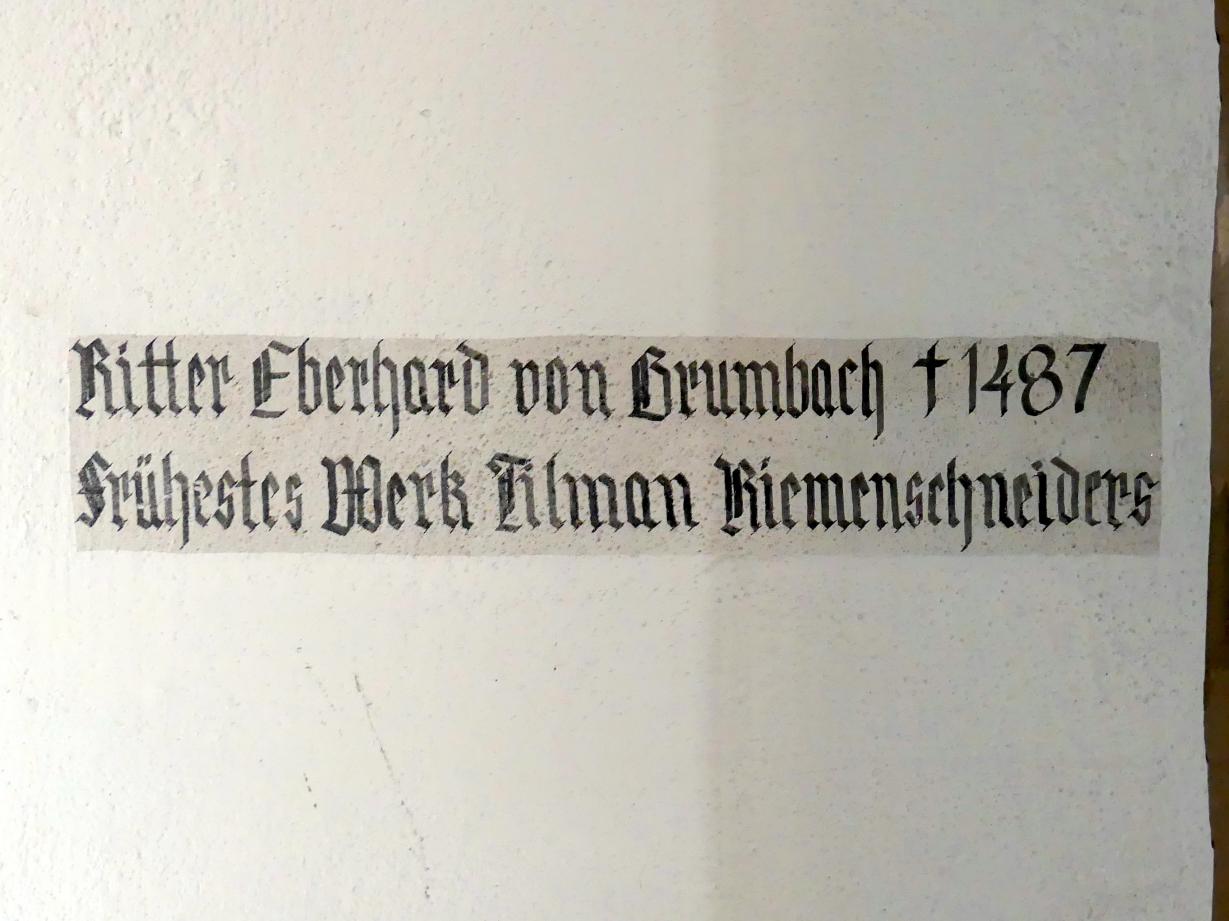 Ritter Eberhard von Grumbach † 1487
Frühestes Werk Tilman Riemenschneiders